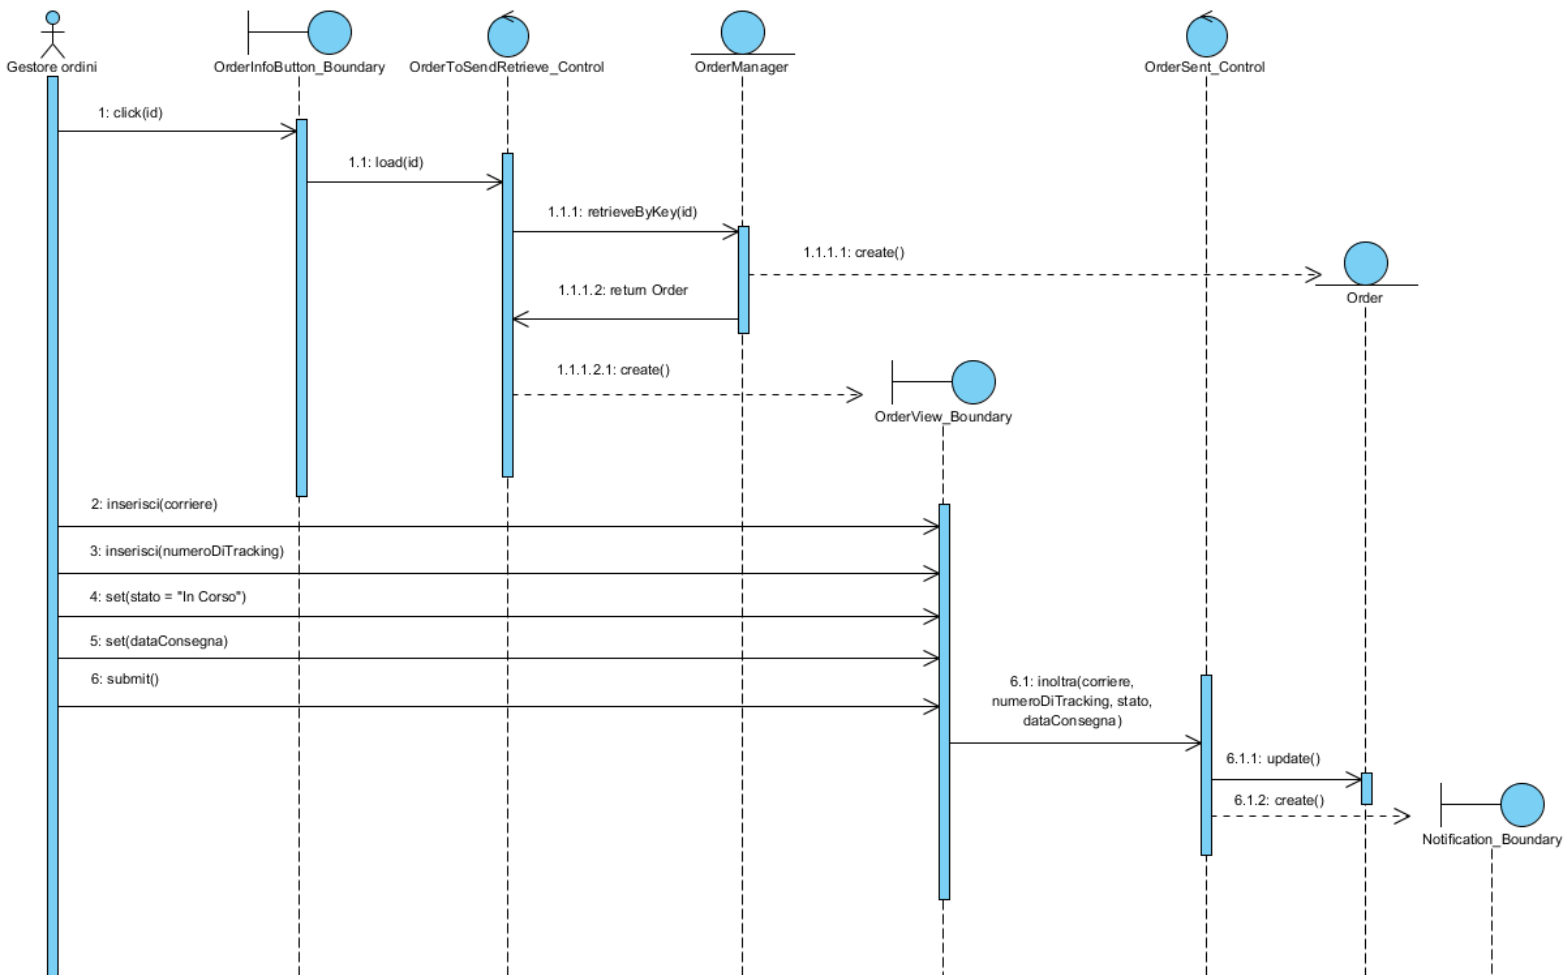 Gestore ordini
OrderInfoButton_Boundary
OrderToSendRetrieve_Control
OrderManager
OrderSent_Control
1: click(id)
1.1: load(id)
1.1.1: retrieveByKey(id)
1.1.1.1: create()
1.1.1.2: return Order
Order
1.1.1.2.1: create()
OrderView_Boundary
2: inserisci(corriere)
3: inserisci(numeroDiTracking)
4: set(stato = "In Corso")
5: set(dataConsegna)
6: submit()
6.1: inoltra(corriere,
numeroDiTracking, stato,
dataConsegna)
6.1.1: update()
6.1.2: create()
Notification_Boundary